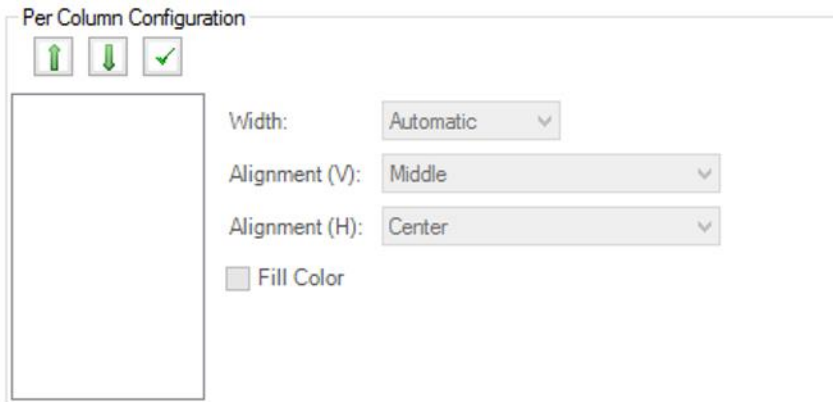 Per Column Configuration
Width: Automatic
Alignment (V): Middle
Alignment (H): Center
Fill Color